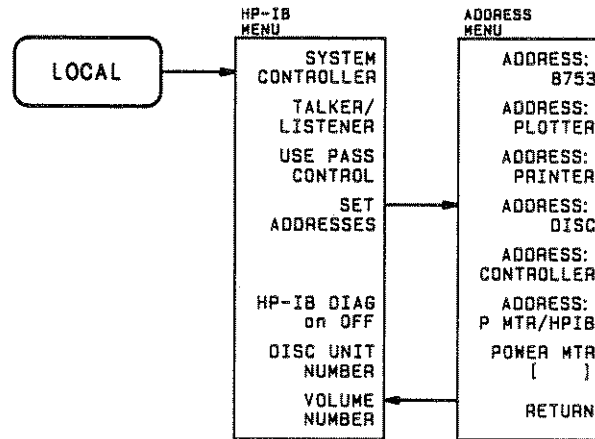 LOCAL
HP-IB
MENU
SYSTEM
CONTROLLER
TALKER/
LISTENER
USE PASS
CONTROL
SET
ADDRESSES
HP-IB DIAG
on OFF
DISC UNIT
NUMBER
VOLUME
NUMBER
ADDRESS
MENU
ADDRESS:
8753
ADDRESS:
PLOTTER
ADDRESS:
PRINTER
ADDRESS:
DISC
ADDRESS:
CONTROLLER
ADDRESS:
P MTR/HPIB
POWER MTR
[ ]
RETURN